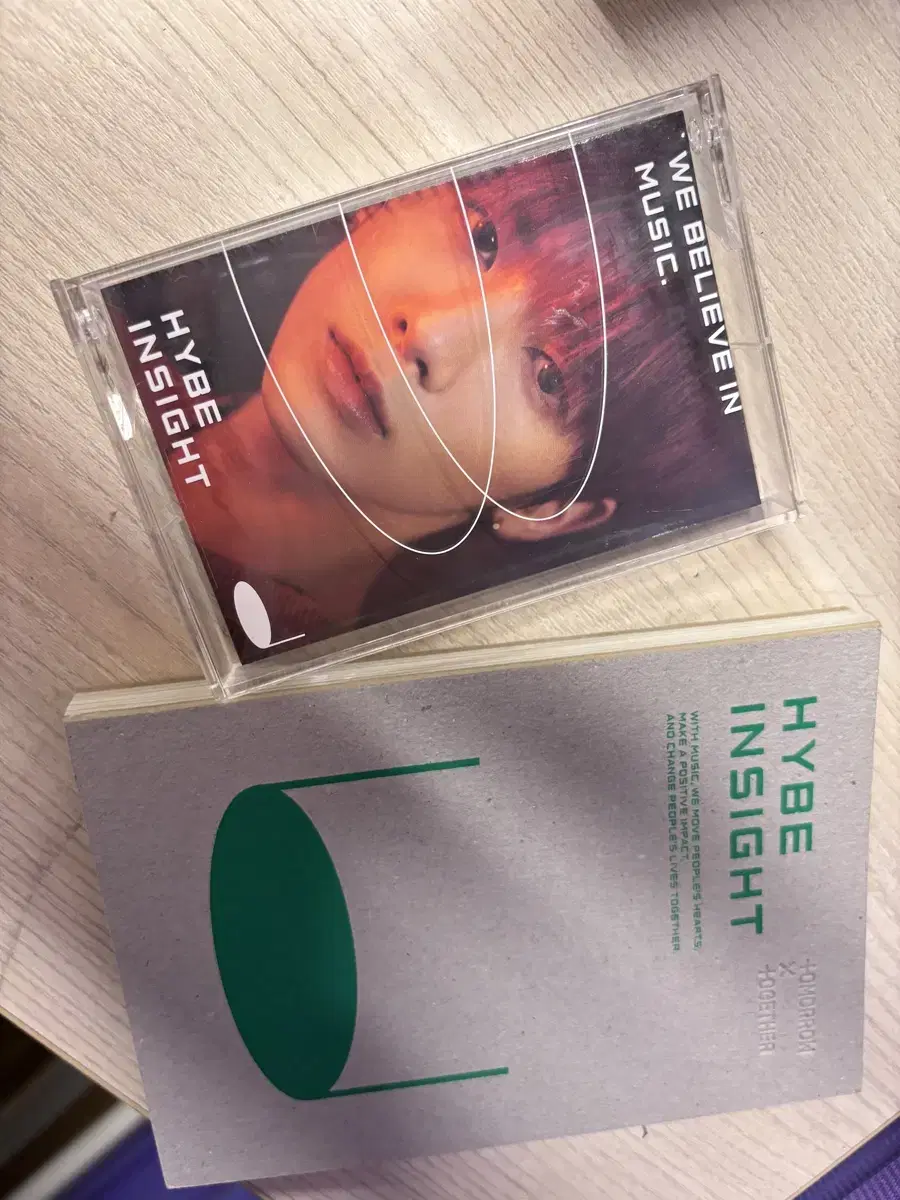 "WE BELIEVE IN
MUSIC.
HYBE
INSIGHT
HYBE
INSIGHT
WITH MUSIC, WE MOVE PEOPLE'S HEARTS,
MAKE A POSITIVE IMPACT,
AND CHANGE PEOPLE'S LIVES TOGETHER
TOMORROW
X
TOGETHER